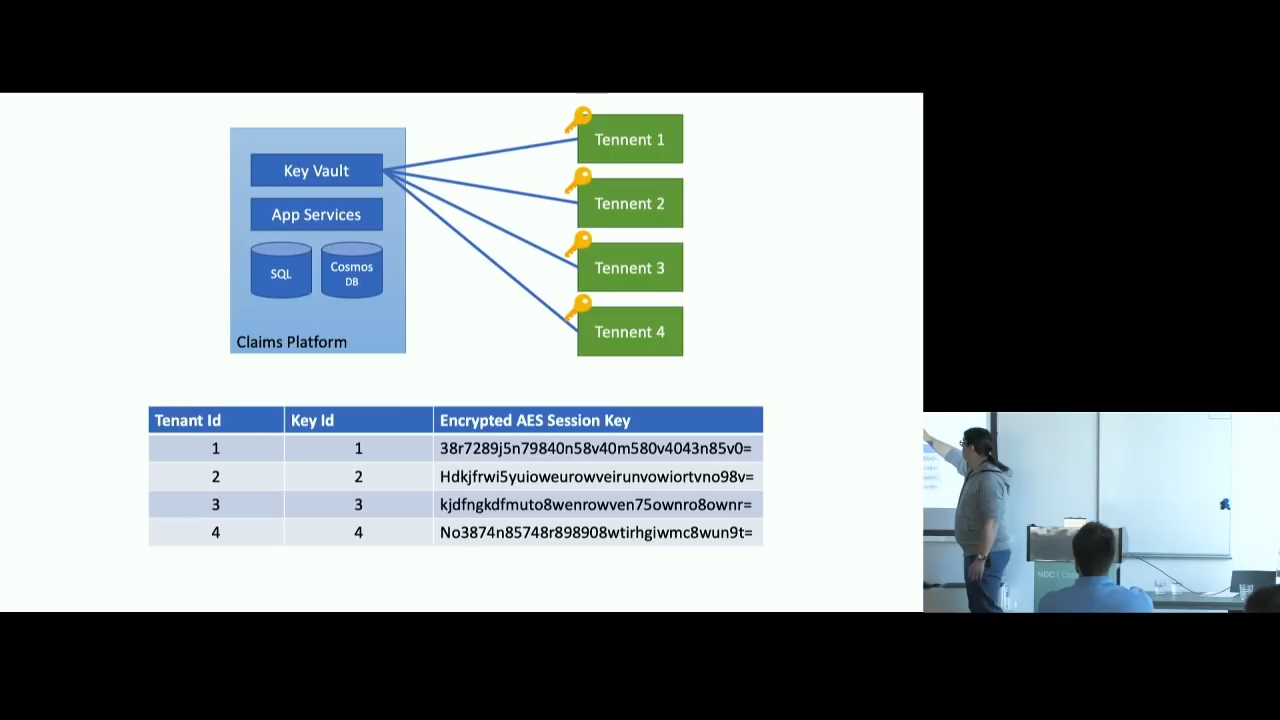 Key Vault
App Services
SQL
Cosmos
DB
Claims Platform
Tennent 1
Tennent 2
Tennent 3
Tennent 4
Tenant Id Key Id Encrypted AES Session Key
1 1 38r7289j5n79840n58v40m580v4043n85v0=
2 2 Hdkjfrwi5yuioweurowveirunvowiortvno98v=
3 3 kjdfngkdfmuto8wenrowven75ownro8ownr=
4 4 No3874n85748r898908wtirhgiwmc8wun9t=
NDC